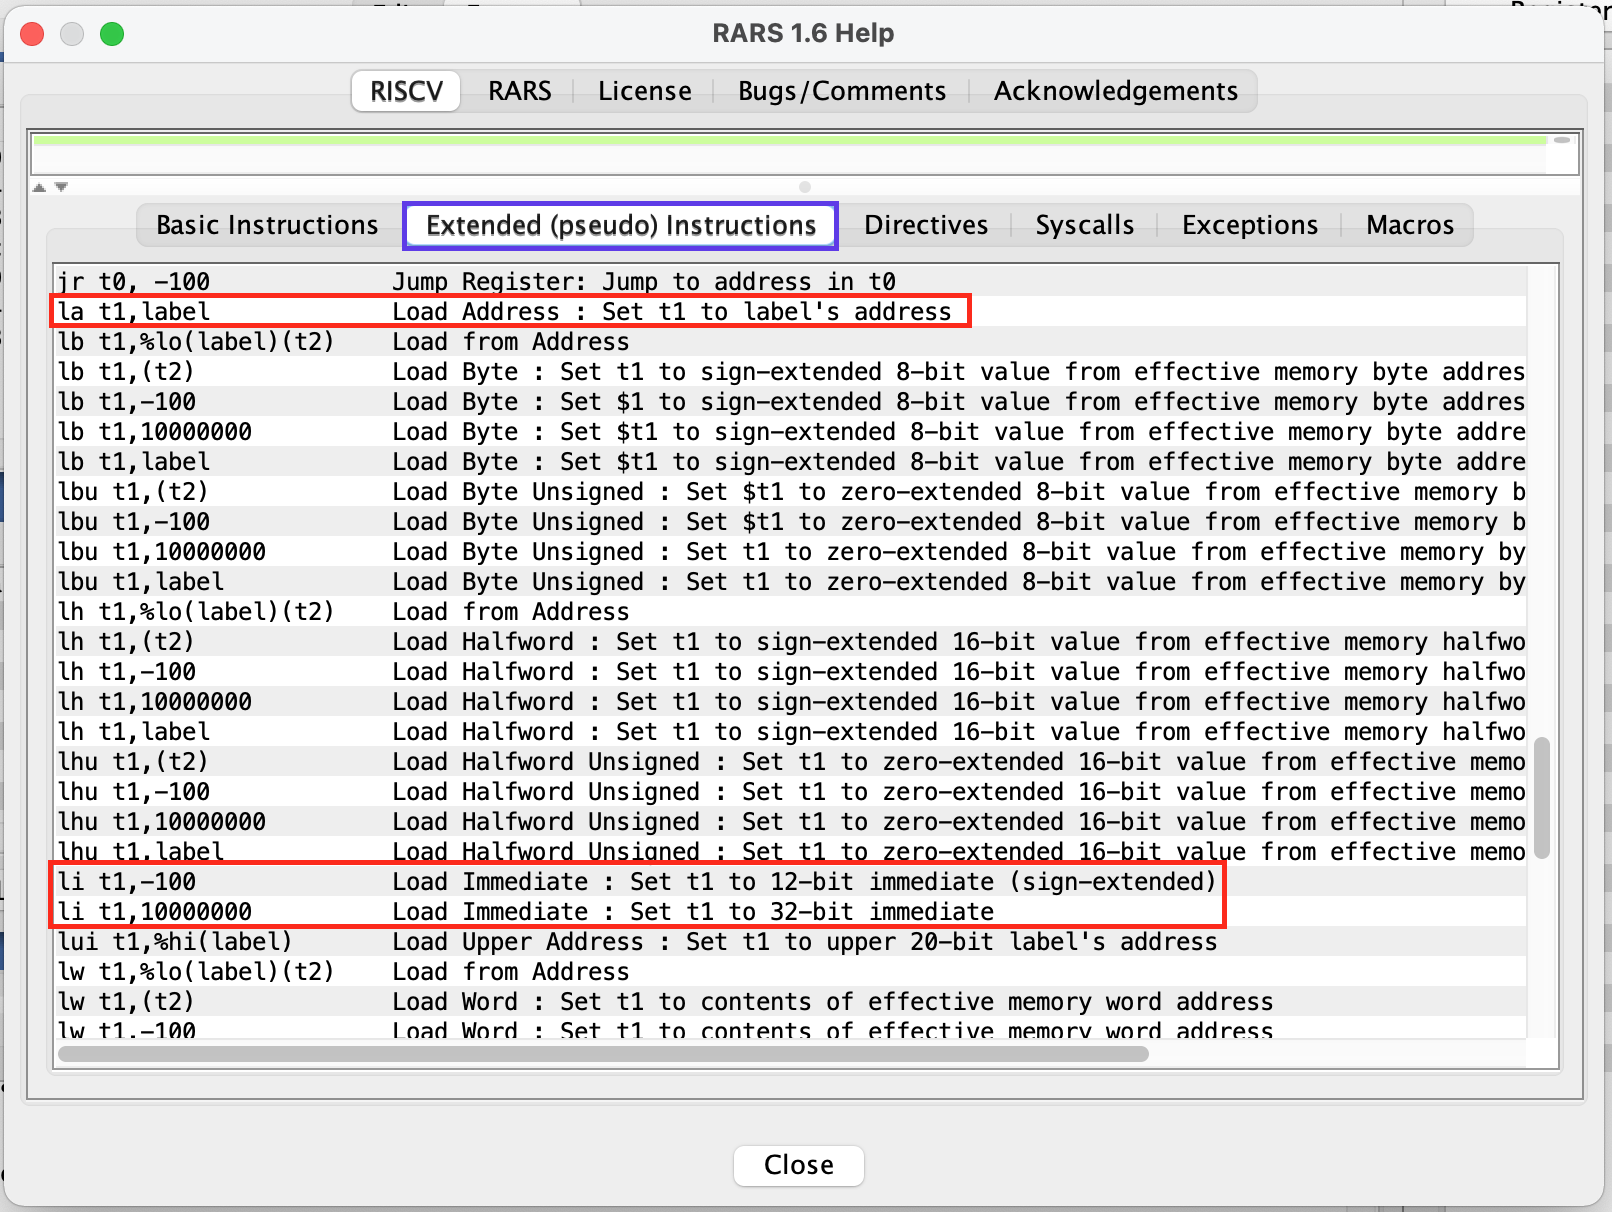 RARS 1.6 Help
RISCV RARS License Bugs/Comments Acknowledgements
Basic Instructions Extended (pseudo) Instructions Directives Syscalls Exceptions Macros
jr t0, -100 Jump Register: Jump to address in t0
la t1,label Load Address : Set t1 to label's address
lb t1,%lo(label)(t2) Load from Address
lb t1,(t2) Load Byte : Set t1 to sign-extended 8-bit value from effective memory byte addres
lb t1,-100 Load Byte : Set $1 to sign-extended 8-bit value from effective memory byte addres
lb t1,10000000 Load Byte : Set $t1 to sign-extended 8-bit value from effective memory byte addre
lb t1,label Load Byte : Set $t1 to sign-extended 8-bit value from effective memory byte addre
lbu t1,(t2) Load Byte Unsigned : Set $t1 to zero-extended 8-bit value from effective memory b
lbu t1,-100 Load Byte Unsigned : Set $t1 to zero-extended 8-bit value from effective memory b
lbu t1,10000000 Load Byte Unsigned : Set t1 to zero-extended 8-bit value from effective memory by
lbu t1,label Load Byte Unsigned : Set t1 to zero-extended 8-bit value from effective memory by
lh t1,%lo(label)(t2) Load from Address
lh t1,(t2) Load Halfword : Set t1 to sign-extended 16-bit value from effective memory halfwo
lh t1,-100 Load Halfword : Set t1 to sign-extended 16-bit value from effective memory halfwo
lh t1,10000000 Load Halfword : Set t1 to sign-extended 16-bit value from effective memory halfwo
lh t1,label Load Halfword : Set t1 to sign-extended 16-bit value from effective memory halfwo
lhu t1,(t2) Load Halfword Unsigned : Set t1 to zero-extended 16-bit value from effective memo
lhu t1,-100 Load Halfword Unsigned : Set t1 to zero-extended 16-bit value from effective memo
lhu t1,10000000 Load Halfword Unsigned : Set t1 to zero-extended 16-bit value from effective memo
lhu t1,label Load Halfword Unsigned : Set t1 to zero-extended 16-bit value from effective memo
li t1,-100 Load Immediate : Set t1 to 12-bit immediate (sign-extended)
li t1,10000000 Load Immediate : Set t1 to 32-bit immediate
lui t1,%hi(label) Load Upper Address : Set t1 to upper 20-bit label's address
lw t1,%lo(label)(t2) Load from Address
lw t1,(t2) Load Word : Set t1 to contents of effective memory word address
lw t1,-100 Load Word : Set t1 to contents of effective memory word address
Close